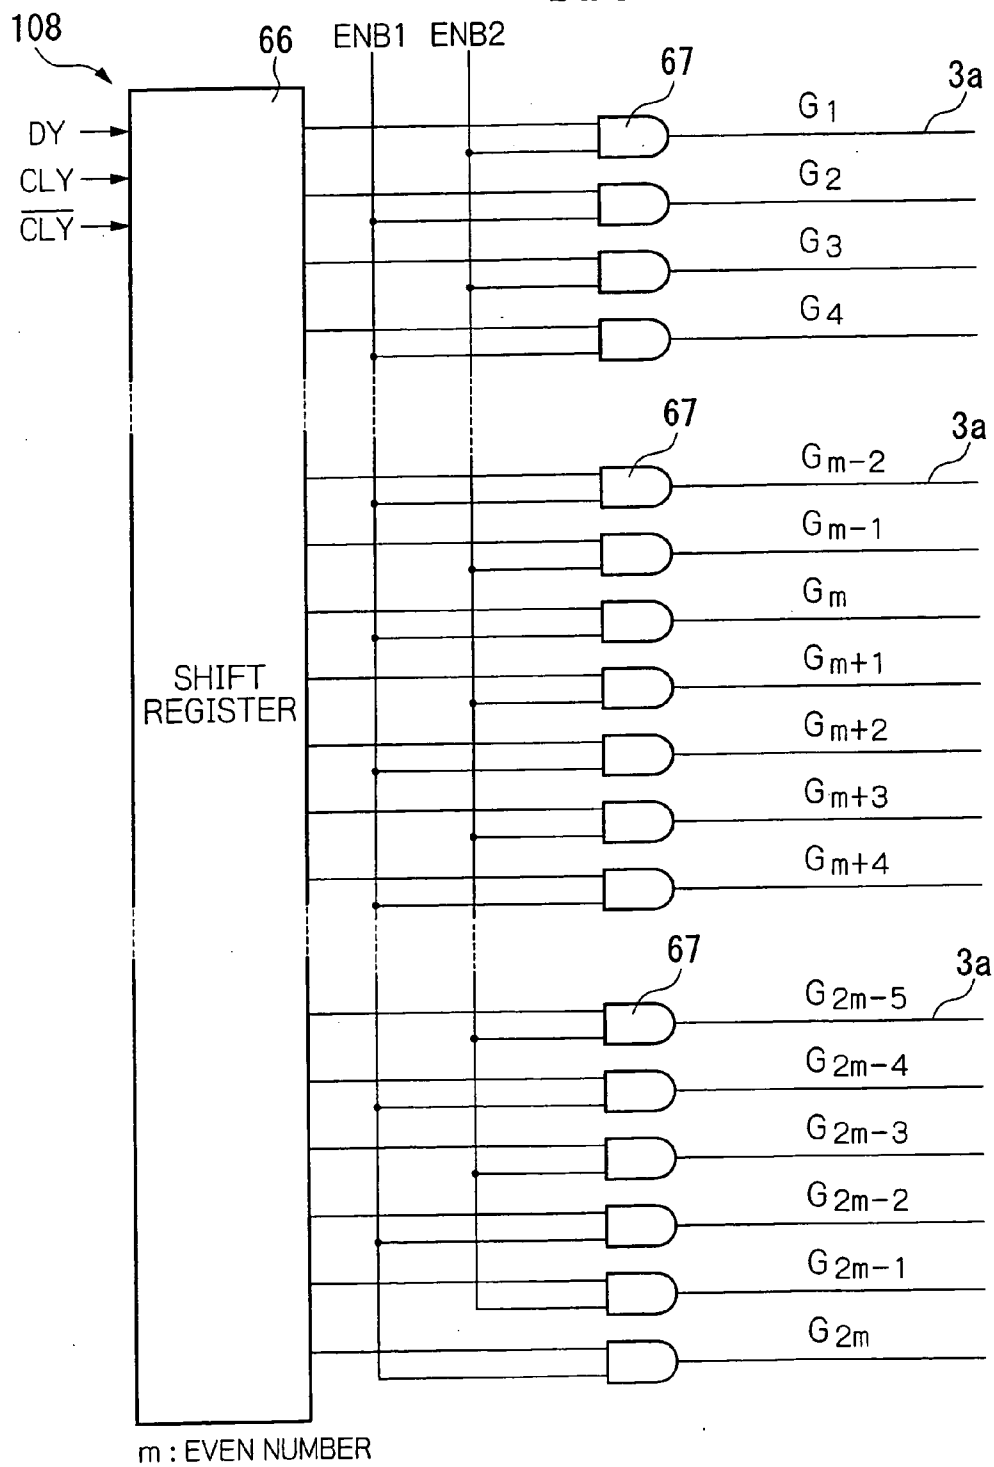 108
66
ENB1 ENB2
67
3a
DY
CLY
C̅L̅Y̅
G1
G2
G3
G4
67
3a
Gm-2
Gm-1
Gm
SHIFT
REGISTER
Gm+1
Gm+2
Gm+3
Gm+4
67
3a
G2m-5
G2m-4
G2m-3
G2m-2
G2m-1
G2m
m : EVEN NUMBER